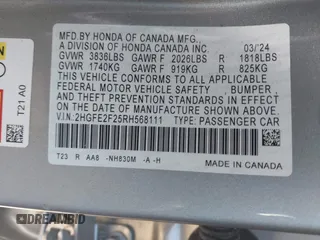 MFD.BY HONDA OF CANADA MFG.
A DIVISION OF HONDA CANADA INC. 03/24
GVWR 3836LBS GAWR F 2026LBS R 1818LBS
GVWR 1740KG GAWR F 919KG R 825KG
THIS VEHICLE CONFORMS TO ALL APPLICABLE
FEDERAL MOTOR VEHICLE SAFETY , BUMPER ,
AND THEFT PREVENTION STANDARDS IN EFFECT
ON THE DATE OF MANUFACTURE SHOWN ABOVE.
V.I.N:2HGFE2F25RH568111 TYPE: PASSENGER CAR
T23 R AA8 -NH830M -A -H
MADE IN CANADA
T21 A0
DREAMBID